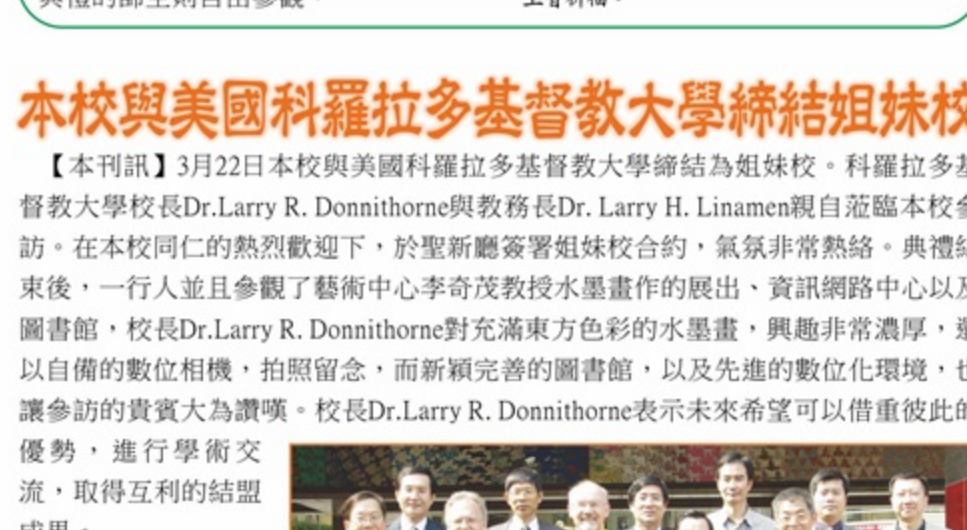 典禮的師生則自由參觀。
本校與美國科羅拉多基督教大學締結姐妹校
【本刊訊】3月22日本校與美國科羅拉多基督教大學締結為姐妹校。科羅拉多基
督教大學校長Dr.Larry R. Donnithorne與教務長Dr. Larry H. Linamen親自蒞臨本校參
訪。在本校同仁的熱烈歡迎下，於聖新廳簽署姐妹校合約，氣氛非常熱絡。典禮結
束後，一行人並且參觀了藝術中心李奇茂教授水墨畫作的展出、資訊網路中心以及
圖書館，校長Dr.Larry R. Donnithorne對充滿東方色彩的水墨畫，興趣非常濃厚，還
以自備的數位相機，拍照留念，而新穎完善的圖書館，以及先進的數位化環境，也
讓參訪的貴賓大為讚嘆。校長Dr.Larry R. Donnithorne表示未來希望可以借重彼此的
優勢，進行學術交
流，取得互利的結盟
成果。